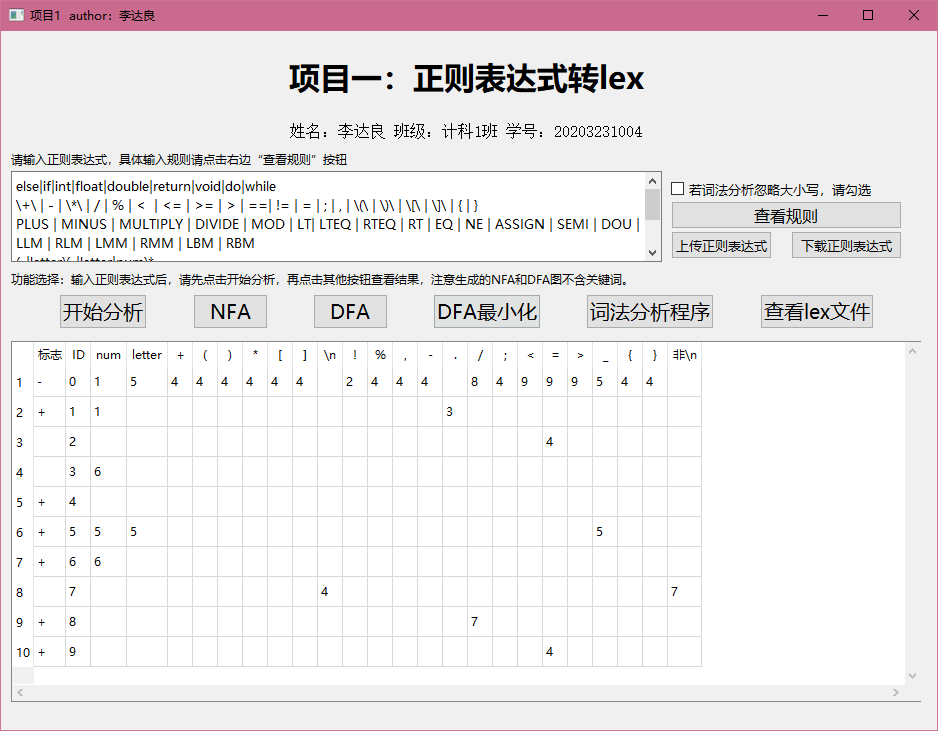 项目1 author：李达良
项目一：正则表达式转lex
姓名：李达良 班级：计科1班 学号：20203231004
请输入正则表达式，具体输入规则请点击右边“查看规则”按钮
else|if|int|float|double|return|void|do|while
\+\ | - | \*\ | / | % | < | <= | >= | > | ==| != | = | ; | , | \(\ | \)\ | \[\ | \]\ | { | }
PLUS | MINUS | MULTIPLY | DIVIDE | MOD | LT| LTEQ | RTEQ | RT | EQ | NE | ASSIGN | SEMI | DOU |
LLM | RLM | LMM | RMM | LBM | RBM
(_|letter)(_|letter|num)*
若词法分析忽略大小写，请勾选
查看规则
上传正则表达式 下载正则表达式
功能选择：输入正则表达式后，请先点击开始分析，再点击其他按钮查看结果，注意生成的NFA和DFA图不含关键词。
开始分析 NFA DFA DFA最小化 词法分析程序 查看lex文件
标志 ID num letter + ( ) * [ ] \n ! % , - . / ; < = > _ { } 非\n
1 - 0 1 5 4 4 4 4 4 4 2 4 4 4 8 4 9 9 9 5 4 4
2 + 1 1 3
3 2 4
4 3 6
5 + 4
6 + 5 5 5 5
7 + 6 6
8 7 4 7
9 + 8 7
10 + 9 4